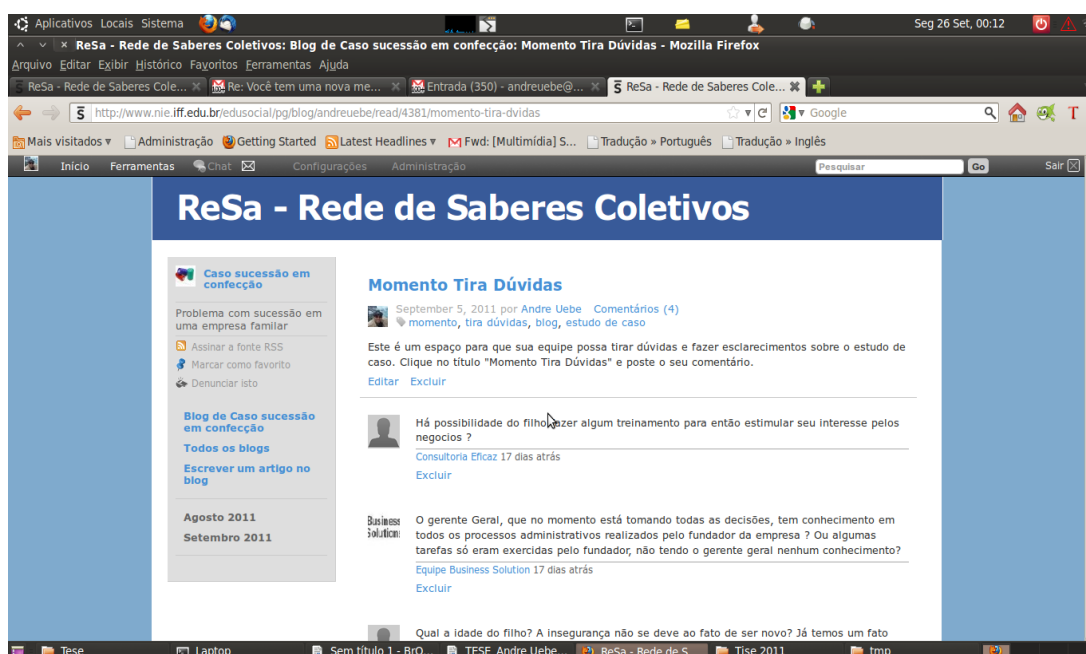 Aplicativos Locais Sistema
Seg 26 Set, 00:12
ReSa - Rede de Saberes Coletivos: Blog de Caso sucessão em confecção: Momento Tira Dúvidas - Mozilla Firefox
Arquivo Editar Exibir Histórico Favoritos Ferramentas Ajuda
ReSa - Rede de Saberes Cole...
Re: Você tem uma nova me...
Entrada (350) - andreuebe@...
ReSa - Rede de Saberes Cole...
http://www.nie.iff.edu.br/edusocial/pg/blog/andreuebe/read/4381/momento-tira-dvidas
Google
Mais visitados
Administração
Getting Started
Latest Headlines
Fwd: [Multimídia] S...
Tradução » Português
Tradução » Inglês
Início Ferramentas Chat Configurações Administração
Pesquisar
Go
Sair
ReSa - Rede de Saberes Coletivos
Caso sucessão em
confecção
Problema com sucessão em
uma empresa familar
Assinar a fonte RSS
Marcar como favorito
Denunciar isto
Blog de Caso sucessão
em confecção
Todos os blogs
Escrever um artigo no
blog
Agosto 2011
Setembro 2011
Momento Tira Dúvidas
September 5, 2011 por Andre Uebe Comentários (4)
momento, tira dúvidas, blog, estudo de caso
Este é um espaço para que sua equipe possa tirar dúvidas e fazer esclarecimentos sobre o estudo de
caso. Clique no título "Momento Tira Dúvidas" e poste o seu comentário.
Editar Excluir
Há possibilidade do filho fazer algum treinamento para então estimular seu interesse pelos
negocios ?
Consultoria Eficaz 17 dias atrás
Excluir
Business
Solution
O gerente Geral, que no momento está tomando todas as decisões, tem conhecimento em
todos os processos administrativos realizados pelo fundador da empresa ? Ou algumas
tarefas só eram exercidas pelo fundador, não tendo o gerente geral nenhum conhecimento?
Equipe Business Solution 17 dias atrás
Excluir
Qual a idade do filho? A insegurança não se deve ao fato de ser novo? Já temos um fato
Tese
Laptop
Sem título 1 - BrO...
TESE_Andre Uebe...
ReSa - Rede de S...
Tise 2011
tmp